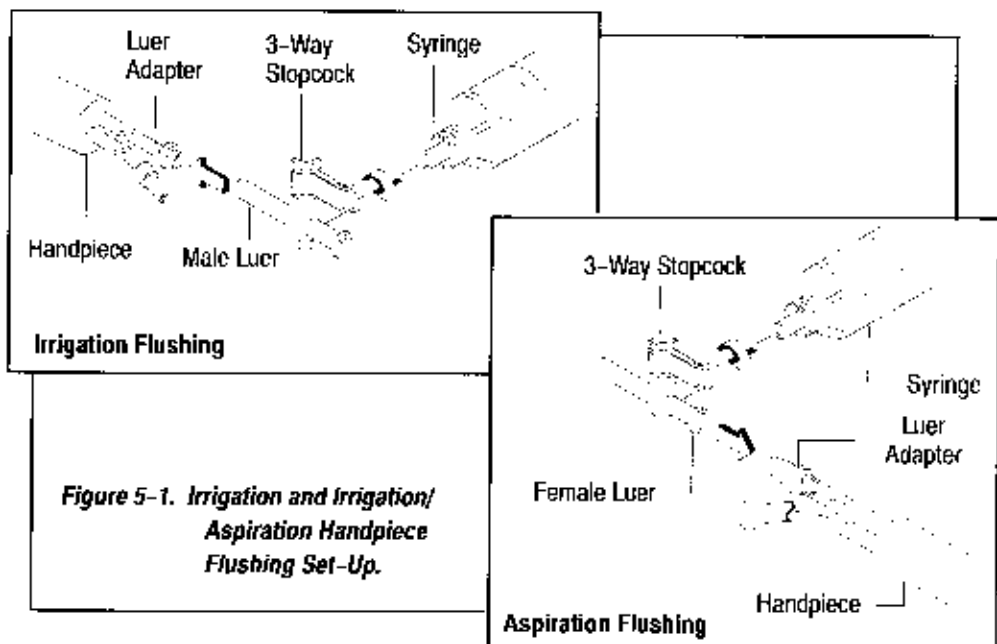 Luer
Adapter
3-Way
Stopcock
Syringe
Handpiece
Male Luer
Irrigation Flushing
3-Way Stopcock
Syringe
Luer
Adapter
Female Luer
Handpiece
Aspiration Flushing
Figure 5-1. Irrigation and Irrigation/
Aspiration Handpiece
Flushing Set-Up.